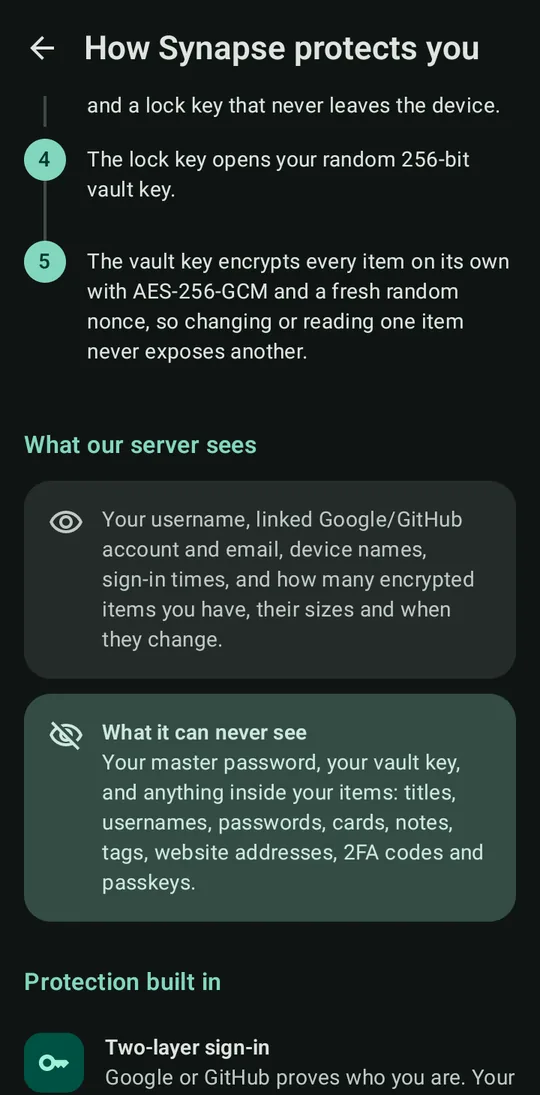 How Synapse protects you
and a lock key that never leaves the device.
4
The lock key opens your random 256-bit
vault key.
5
The vault key encrypts every item on its own
with AES-256-GCM and a fresh random
nonce, so changing or reading one item
never exposes another.
What our server sees
Your username, linked Google/GitHub
account and email, device names,
sign-in times, and how many encrypted
items you have, their sizes and when
they change.
What it can never see
Your master password, your vault key,
and anything inside your items: titles,
usernames, passwords, cards, notes,
tags, website addresses, 2FA codes and
passkeys.
Protection built in
Two-layer sign-in
Google or GitHub proves who you are. Your